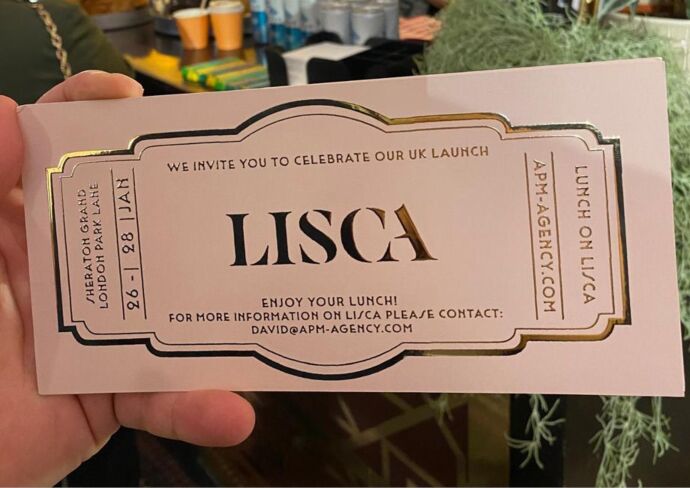 WE INVITE YOU TO CELEBRATE OUR UK LAUNCH
LISCA
ENJOY YOUR LUNCH!
FOR MORE INFORMATION ON LISCA PLEASE CONTACT:
DAVID@APM-AGENCY.COM
SHERATON GRAND
LONDON PARK LANE
26 - | 28 | JAN
LUNCH ON LISCA
APM-AGENCY.COM